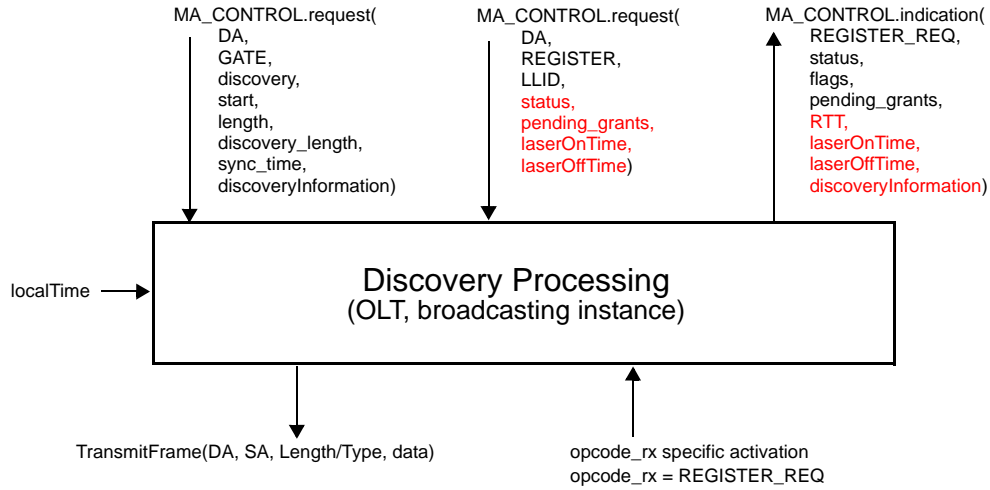 MA_CONTROL.request(
DA,
GATE,
discovery,
start,
length,
discovery_length,
sync_time,
discoveryInformation)
MA_CONTROL.request(
DA,
REGISTER,
LLID,
status,
pending_grants,
laserOnTime,
laserOffTime)
MA_CONTROL.indication(
REGISTER_REQ,
status,
flags,
pending_grants,
RTT,
laserOnTime,
laserOffTime,
discoveryInformation)
localTime
Discovery Processing
(OLT, broadcasting instance)
TransmitFrame(DA, SA, Length/Type, data)
opcode_rx specific activation
opcode_rx = REGISTER_REQ